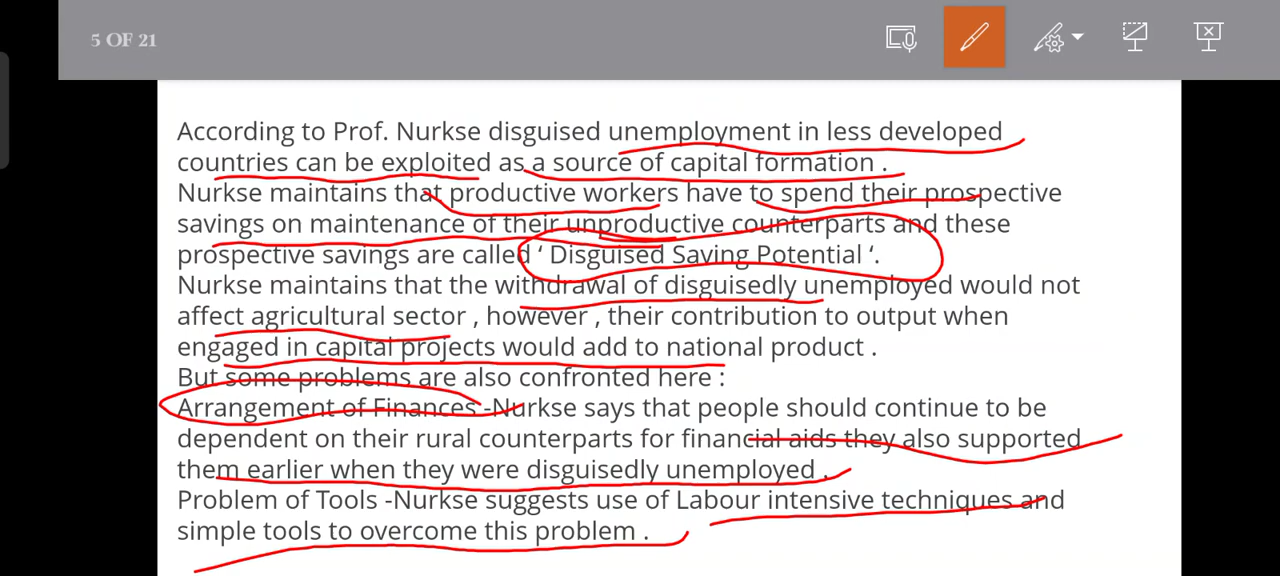 5 OF 21
According to Prof. Nurkse disguised unemployment in less developed
countries can be exploited as a source of capital formation .
Nurkse maintains that productive workers have to spend their prospective
savings on maintenance of their unproductive counterparts and these
prospective savings are called ‘ Disguised Saving Potential ‘.
Nurkse maintains that the withdrawal of disguisedly unemployed would not
affect agricultural sector , however , their contribution to output when
engaged in capital projects would add to national product .
But some problems are also confronted here :
Arrangement of Finances -Nurkse says that people should continue to be
dependent on their rural counterparts for financial aids they also supported
them earlier when they were disguisedly unemployed .
Problem of Tools -Nurkse suggests use of Labour intensive techniques and
simple tools to overcome this problem .